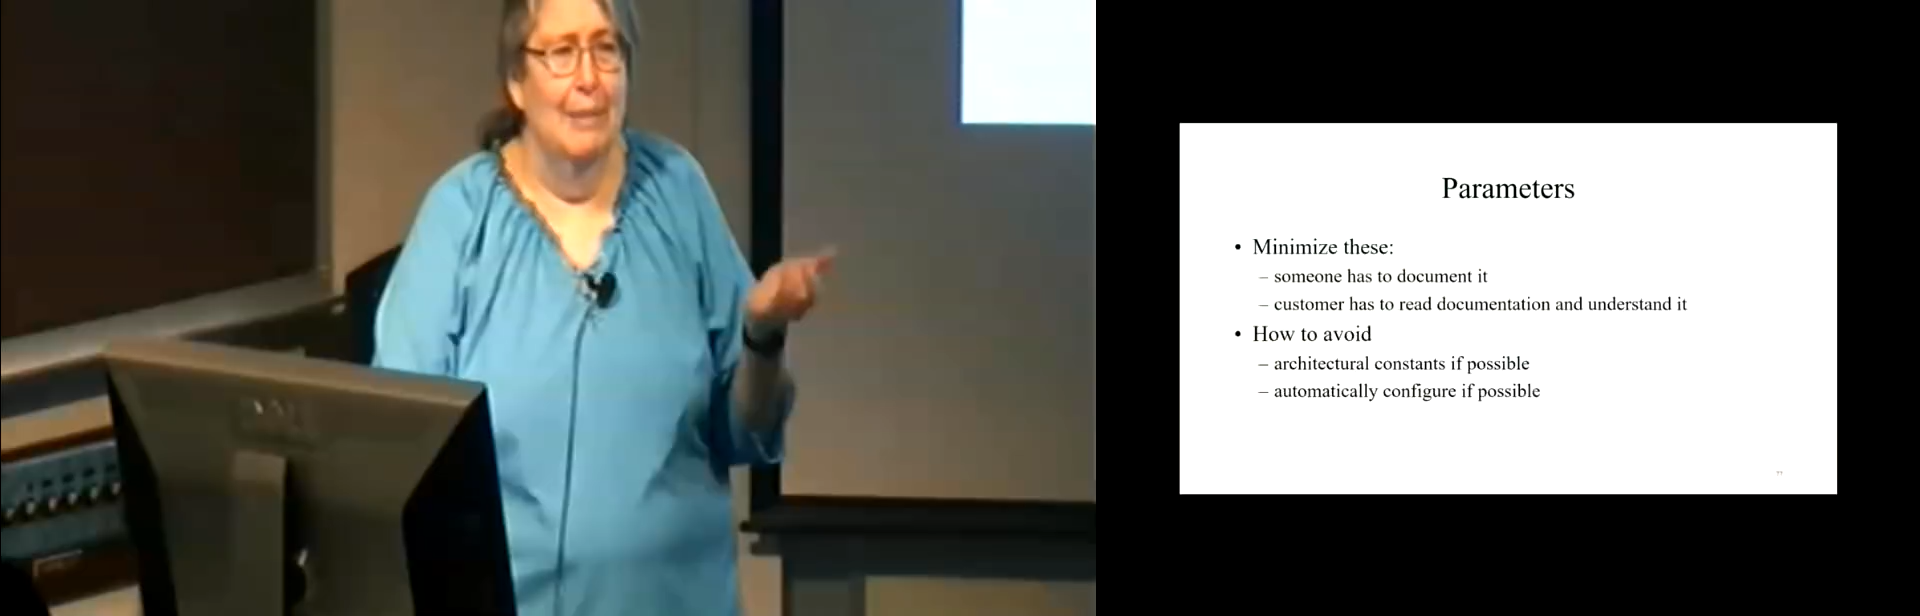 Parameters
• Minimize these:
– someone has to document it
– customer has to read documentation and understand it
• How to avoid
– architectural constants if possible
– automatically configure if possible